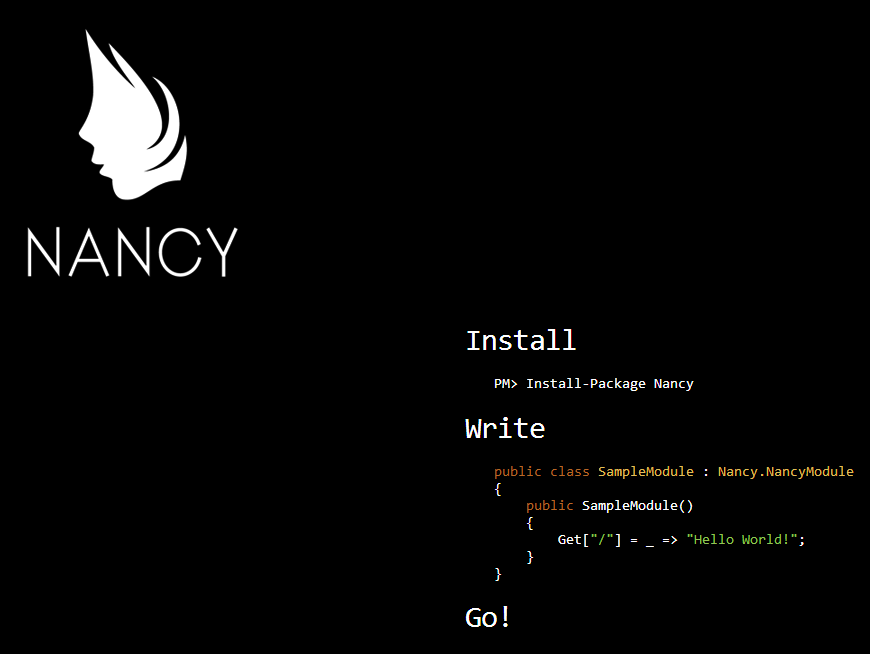 NANCY
Install
PM> Install-Package Nancy
Write
public class SampleModule : Nancy.NancyModule
{
    public SampleModule()
    {
        Get["/"] = _ => "Hello World!";
    }
}
Go!